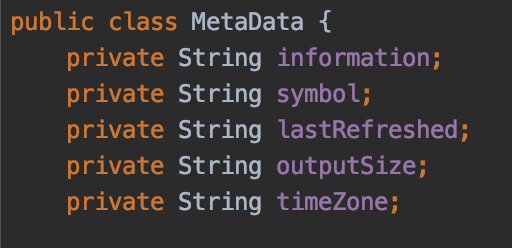 public class MetaData {
    private String information;
    private String symbol;
    private String lastRefreshed;
    private String outputSize;
    private String timeZone;